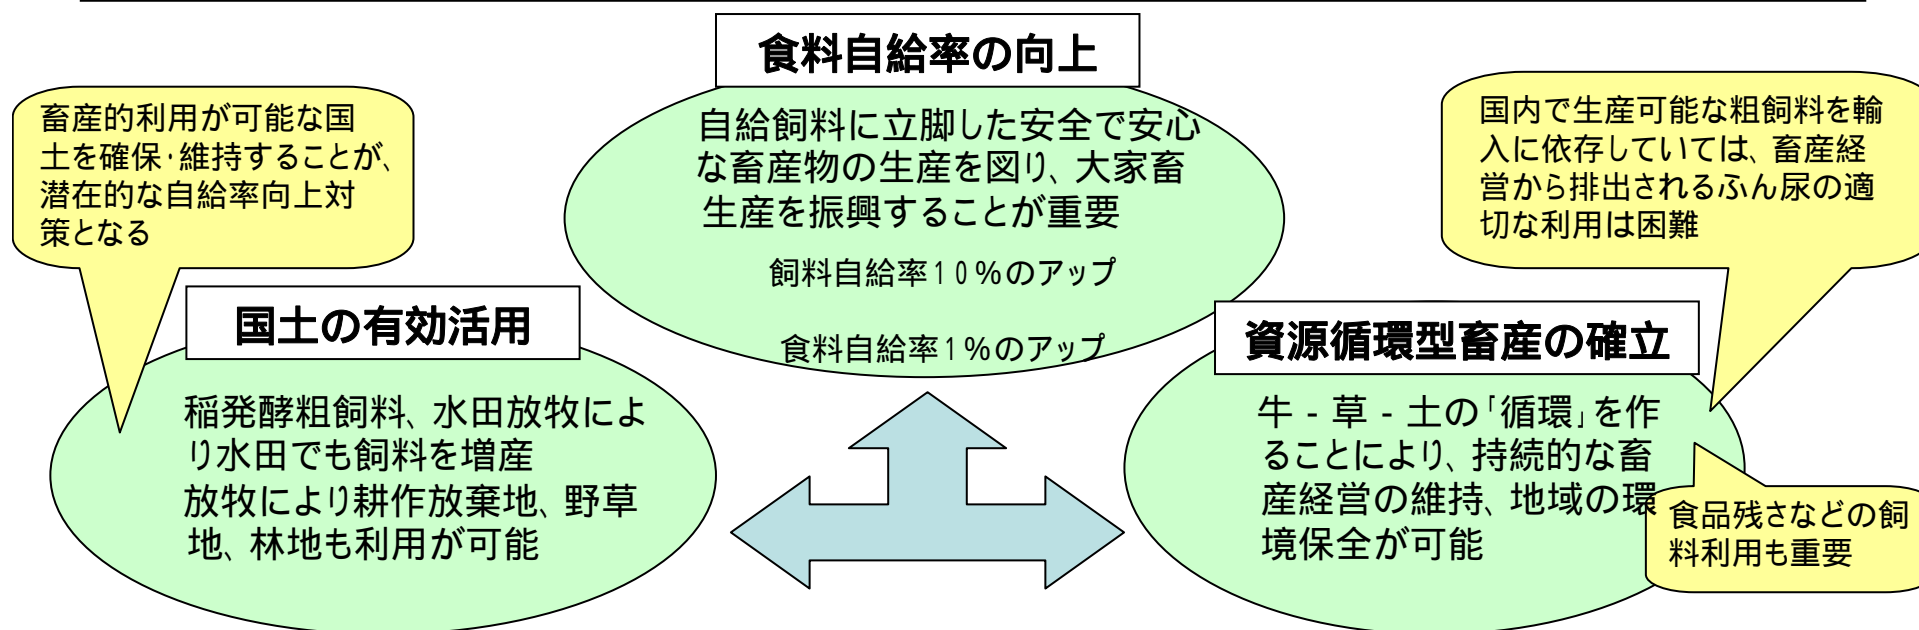 食料自給率の向上
自給飼料に立脚した安全で安心
な畜産物の生産を図り、大家畜
生産を振興することが重要
飼料自給率10%のアップ
食料自給率1%のアップ
畜産的利用が可能な国
土を確保・維持することが、
潜在的な自給率向上対
策となる
国土の有効活用
稲発酵粗飼料、水田放牧によ
り水田でも飼料を増産
放牧により耕作放棄地、野草
地、林地も利用が可能
国内で生産可能な粗飼料を輸
入に依存していては、畜産経
営から排出されるふん尿の適
切な利用は困難
資源循環型畜産の確立
牛 - 草 - 土の「循環」を作
ることにより、持続的な畜
産経営の維持、地域の環
境保全が可能
食品残さなどの飼
料利用も重要